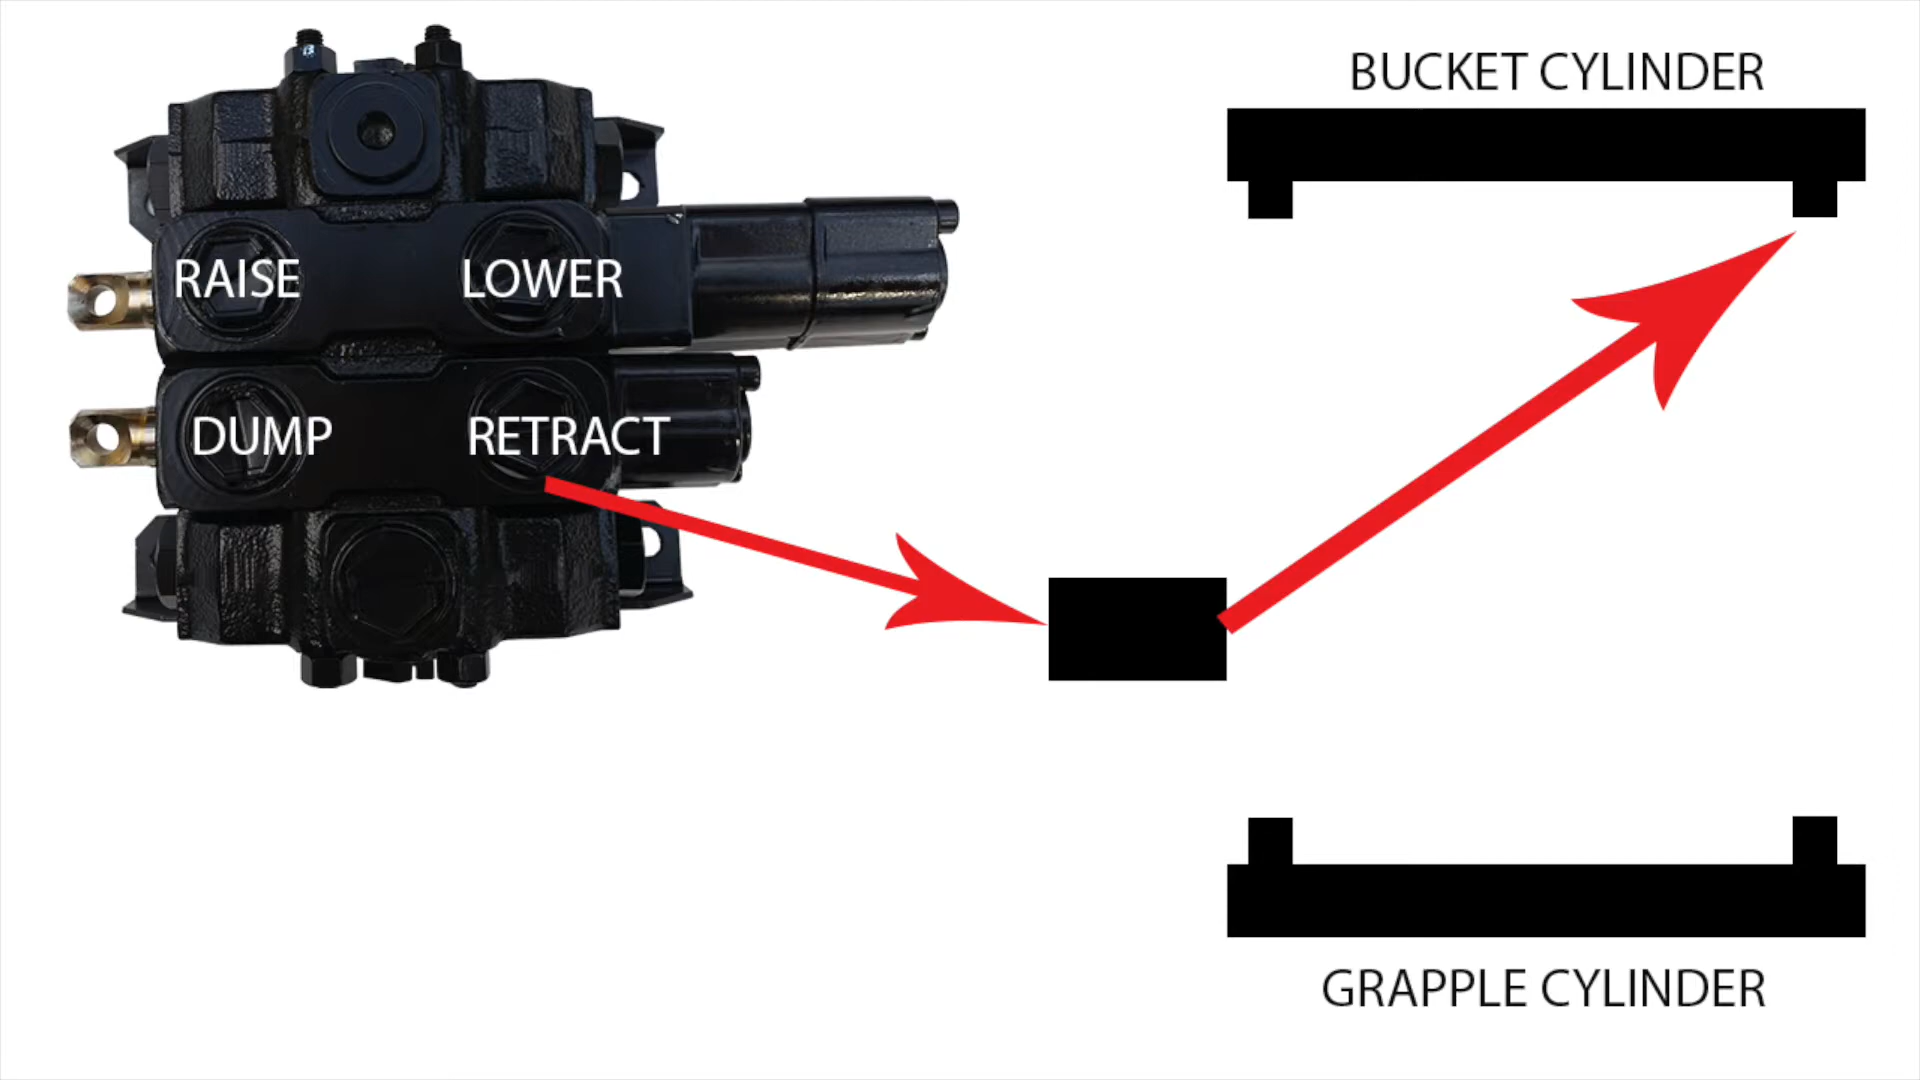 BUCKET CYLINDER
RAISE
LOWER
DUMP
RETRACT
GRAPPLE CYLINDER